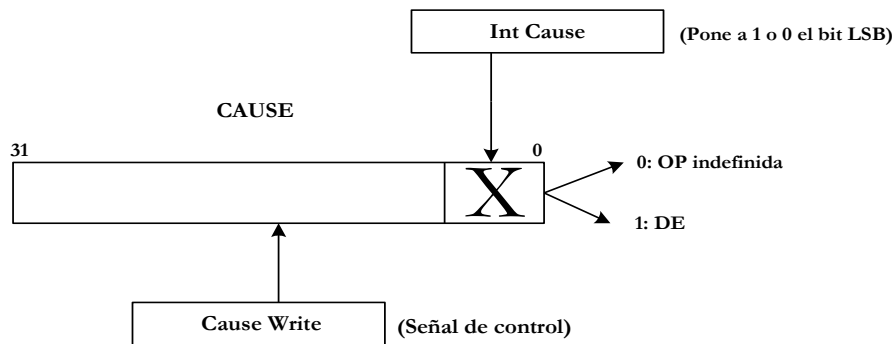 Int Cause
(Pone a 1 o 0 el bit LSB)
CAUSE
31
0
X
0: OP indefinida
1: DE
Cause Write
(Señal de control)